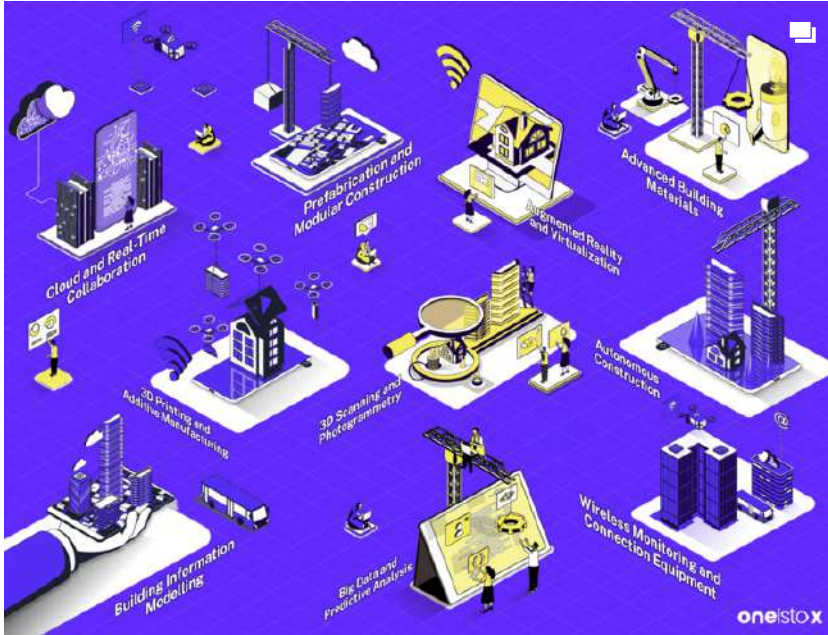 Prefabrication and
Modular Construction
Advanced Building
Materials
Augmented Reality
and Virtualization
Cloud and Real-Time
Collaboration
3D Printing and
Additive Manufacturing
3D Scanning and
Photogrammetry
Autonomous
Construction
Building Information
Modelling
Big Data and
Predictive Analysis
Wireless Monitoring and
Connection Equipment
@
one|stox